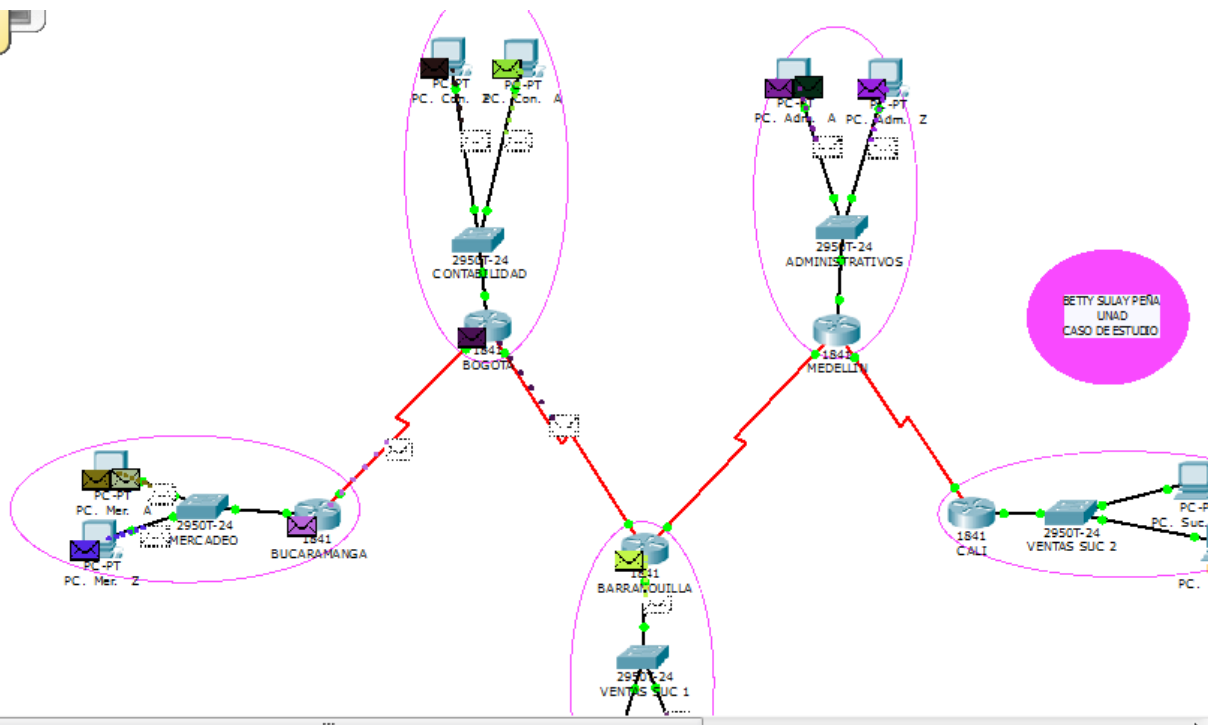 PC-PT
PC. Con. Z
PC. Con. A
2950T-24
CONTABILIDAD
1841
BOGOTA
PC-PT
PC. Adm. A
PC-PT
PC. Adm. Z
2950T-24
ADMINISTRATIVOS
1841
MEDELLIN
BETTY SULAY PEÑA
UNAD
CASO DE ESTUDIO
PC-PT
PC. Mer. A
PC-PT
PC. Mer. Z
2950T-24
MERCADEO
1841
BUCARAMANGA
1841
BARRANQUILLA
2950T-24
VENTAS SUC 1
1841
CALI
2950T-24
VENTAS SUC 2
PC. Suc.
PC.